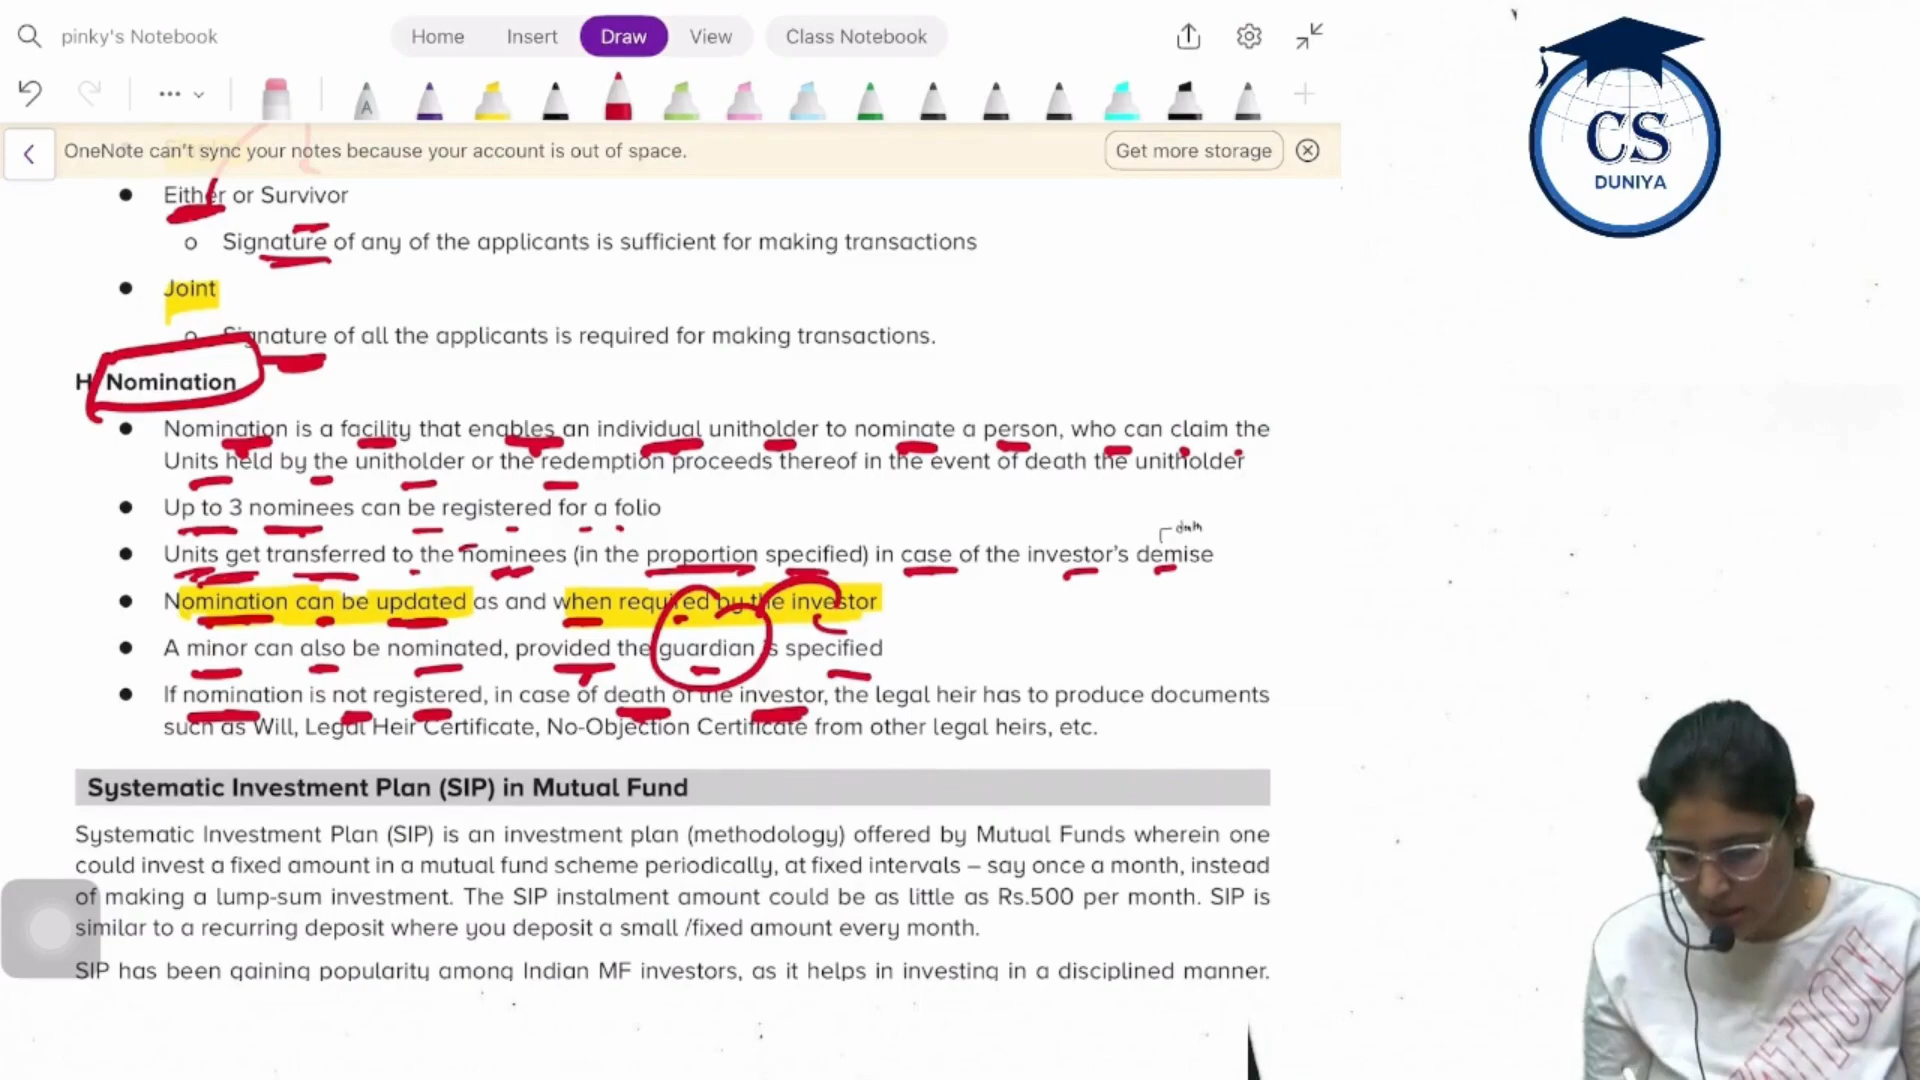 pinky's Notebook
Home Insert Draw View Class Notebook
A
OneNote can't sync your notes because your account is out of space. Get more storage
CS
DUNIYA
• Either or Survivor
o Signature of any of the applicants is sufficient for making transactions
• Joint
o Signature of all the applicants is required for making transactions.
H Nomination
• Nomination is a facility that enables an individual unitholder to nominate a person, who can claim the
Units held by the unitholder or the redemption proceeds thereof in the event of death the unitholder
• Up to 3 nominees can be registered for a folio
death
• Units get transferred to the nominees (in the proportion specified) in case of the investor's demise
• Nomination can be updated as and when required by the investor
• A minor can also be nominated, provided the guardian is specified
• If nomination is not registered, in case of death of the investor, the legal heir has to produce documents
such as Will, Legal Heir Certificate, No-Objection Certificate from other legal heirs, etc.
Systematic Investment Plan (SIP) in Mutual Fund
Systematic Investment Plan (SIP) is an investment plan (methodology) offered by Mutual Funds wherein one
could invest a fixed amount in a mutual fund scheme periodically, at fixed intervals – say once a month, instead
of making a lump-sum investment. The SIP instalment amount could be as little as Rs.500 per month. SIP is
similar to a recurring deposit where you deposit a small /fixed amount every month.
SIP has been gaining popularity among Indian MF investors, as it helps in investing in a disciplined manner.